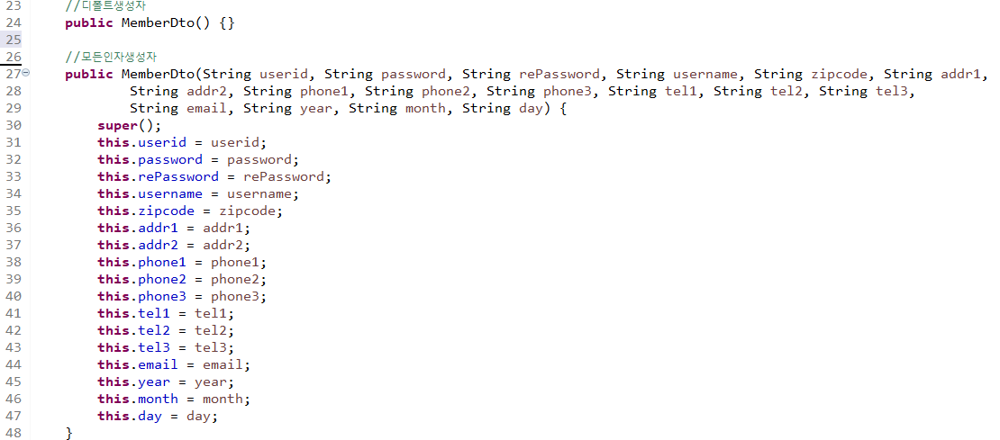 23 //디폴트생성자
24 public MemberDto() {}
25
26 //모든인자생성자
27 public MemberDto(String userid, String password, String rePassword, String username, String zipcode, String addr1,
28 String addr2, String phone1, String phone2, String phone3, String tel1, String tel2, String tel3,
29 String email, String year, String month, String day) {
30 super();
31 this.userid = userid;
32 this.password = password;
33 this.rePassword = rePassword;
34 this.username = username;
35 this.zipcode = zipcode;
36 this.addr1 = addr1;
37 this.addr2 = addr2;
38 this.phone1 = phone1;
39 this.phone2 = phone2;
40 this.phone3 = phone3;
41 this.tel1 = tel1;
42 this.tel2 = tel2;
43 this.tel3 = tel3;
44 this.email = email;
45 this.year = year;
46 this.month = month;
47 this.day = day;
48 }